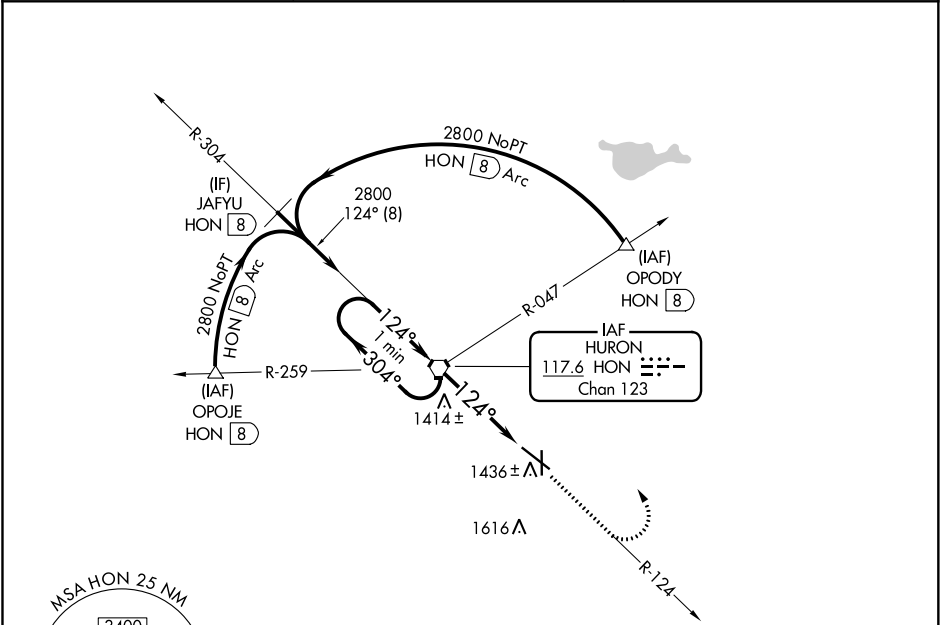 R-304
2800 NoPT
HON 8 Arc
(IF)
JAFYU
HON 8
2800
124° (8)
2800 NoPT
HON 8 Arc
(IAF)
OPODY
HON 8
R-047
124°
1 min
304°
IAF
HURON
117.6 HON
Chan 123
R-259
(IAF)
OPOJE
HON 8
1414 ±
124°
1436 ±
1616
R-124
MSA HON 25 NM